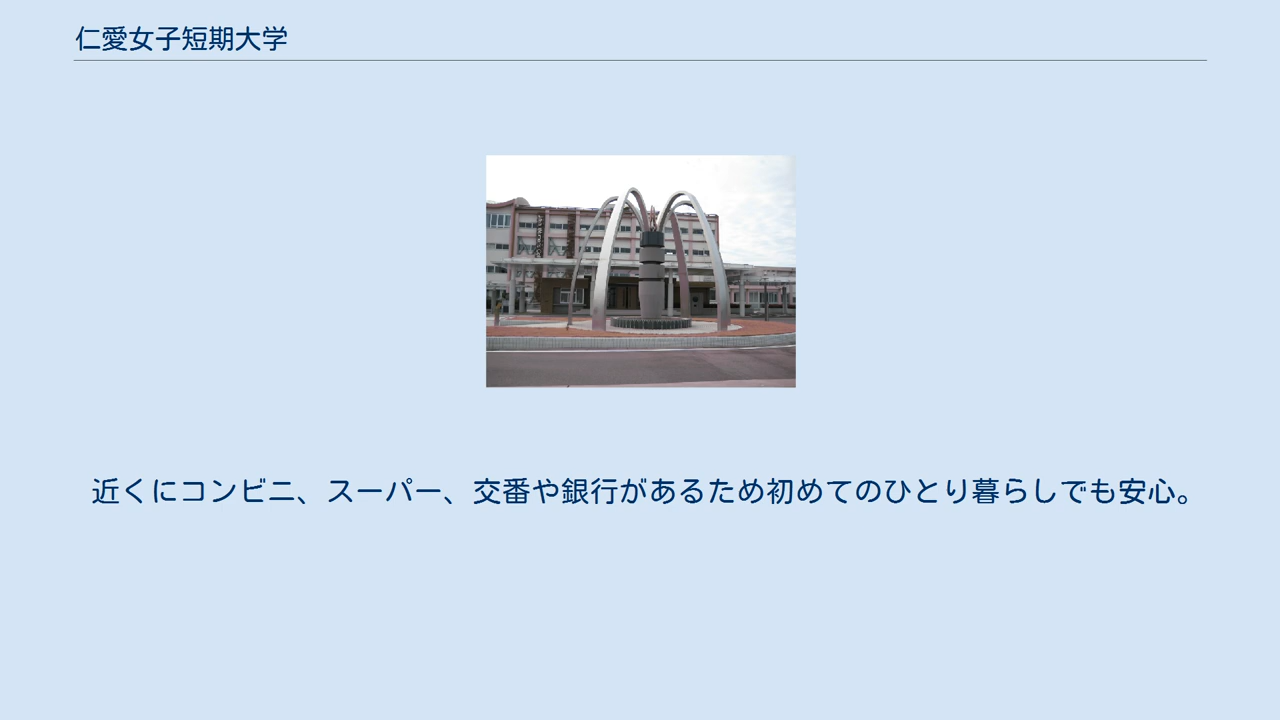 仁愛女子短期大学
近くにコンビニ、スーパー、交番や銀行があるため初めてのひとり暮らしでも安心。